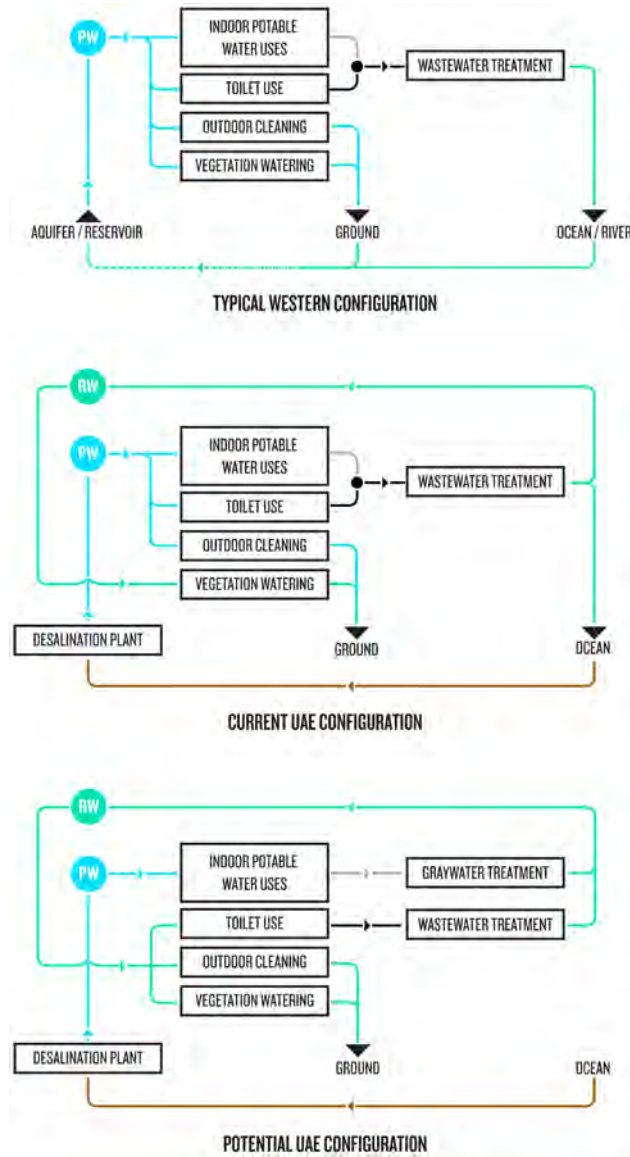 PW
INDOOR POTABLE
WATER USES
TOILET USE
OUTDOOR CLEANING
VEGETATION WATERING
WASTEWATER TREATMENT
AQUIFER / RESERVOIR
GROUND
OCEAN / RIVER
TYPICAL WESTERN CONFIGURATION
RW
PW
INDOOR POTABLE
WATER USES
TOILET USE
OUTDOOR CLEANING
VEGETATION WATERING
WASTEWATER TREATMENT
DESALINATION PLANT
GROUND
OCEAN
CURRENT UAE CONFIGURATION
RW
PW
INDOOR POTABLE
WATER USES
GRAYWATER TREATMENT
TOILET USE
WASTEWATER TREATMENT
OUTDOOR CLEANING
VEGETATION WATERING
DESALINATION PLANT
GROUND
OCEAN
POTENTIAL UAE CONFIGURATION